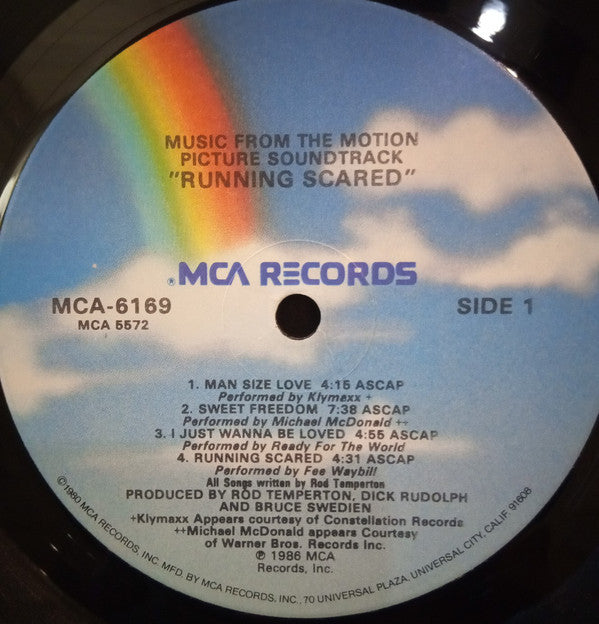 MUSIC FROM THE MOTION
PICTURE SOUNDTRACK
"RUNNING SCARED"
®MCA RECORDS
MCA-6169
MCA 5572
SIDE 1
1. MAN SIZE LOVE 4:15 ASCAP
Performed by Klymaxx +
2. SWEET FREEDOM 7:38 ASCAP
Performed by Michael McDonald ++
3. I JUST WANNA BE LOVED 4:55 ASCAP
Performed by Ready For The World
4. RUNNING SCARED 4:31 ASCAP
Performed by Fee Waybill
All Songs written by Rod Temperton
PRODUCED BY ROD TEMPERTON, DICK RUDOLPH
AND BRUCE SWEDIEN
+Klymaxx Appears courtesy of Constellation Records
++Michael McDonald appears Courtesy
of Warner Bros. Records Inc.
℗ 1986 MCA
Records, Inc.
©1980 MCA RECORDS, INC. MFD. BY MCA RECORDS, INC., 70 UNIVERSAL PLAZA, UNIVERSAL CITY, CALIF. 91608